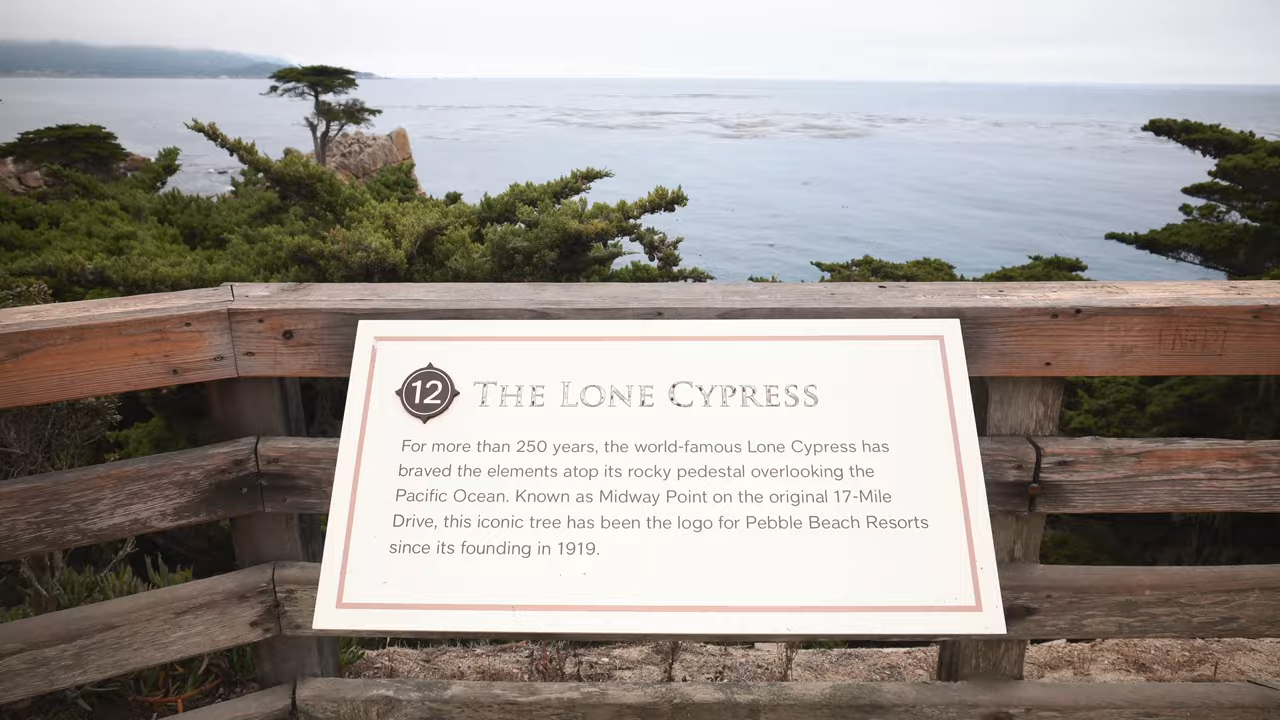 12 THE LONE CYPRESS
For more than 250 years, the world-famous Lone Cypress has
braved the elements atop its rocky pedestal overlooking the
Pacific Ocean. Known as Midway Point on the original 17-Mile
Drive, this iconic tree has been the logo for Pebble Beach Resorts
since its founding in 1919.